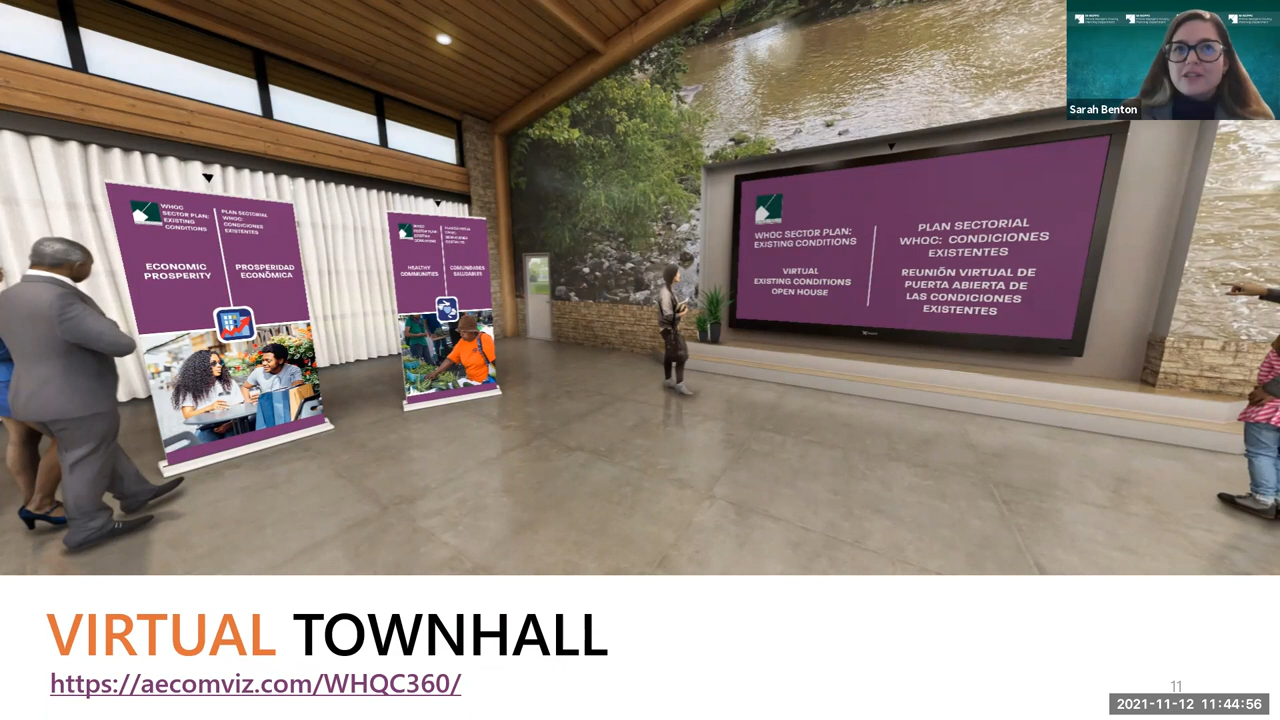 Sarah Benton
WHQC
SECTOR PLAN:
EXISTING
CONDITIONS
PLAN SECTORIAL
WHQC:
CONDICIONES
EXISTENTES
ECONOMIC
PROSPERITY
PROSPERIDAD
ECONÓMICA
HEALTHY
COMMUNITIES
COMUNIDADES
SALUDABLES
WHQC SECTOR PLAN:
EXISTING CONDITIONS
VIRTUAL
EXISTING CONDITIONS
OPEN HOUSE
PLAN SECTORIAL
WHQC: CONDICIONES
EXISTENTES
REUNIÓN VIRTUAL DE
PUERTA ABIERTA DE
LAS CONDICIONES
EXISTENTES
VIRTUAL TOWNHALL
https://aecomviz.com/WHQC360/
11
2021-11-12 11:44:56